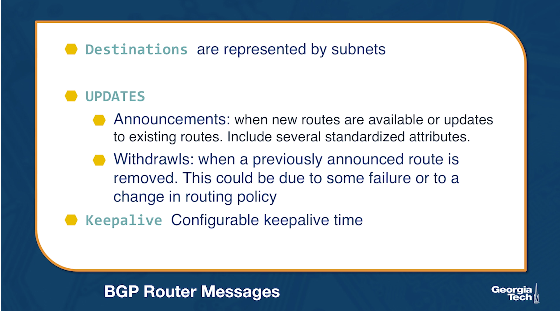 Destinations are represented by subnets
UPDATES
Announcements: when new routes are available or updates
to existing routes. Include several standardized attributes.
Withdrawls: when a previously announced route is
removed. This could be due to some failure or to a
change in routing policy
Keepalive Configurable keepalive time
BGP Router Messages
Georgia
Tech